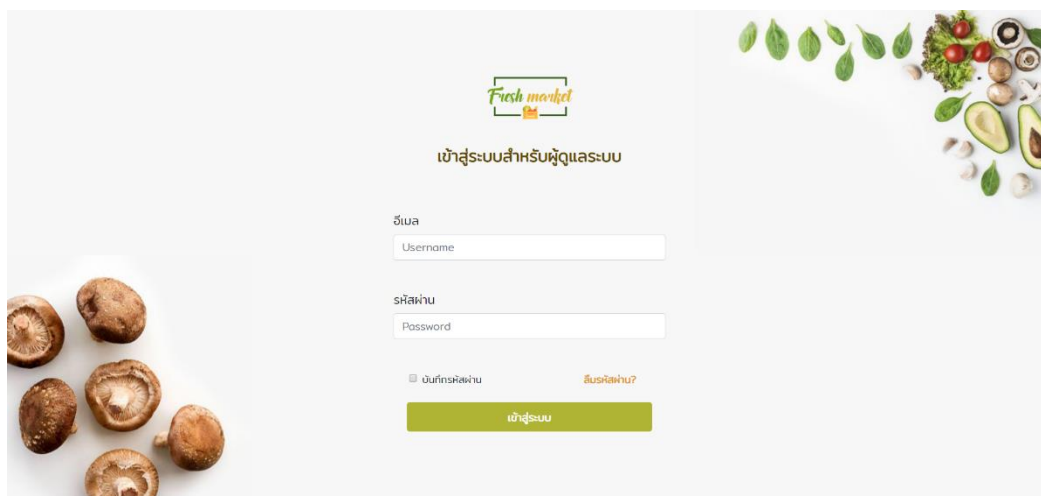 Fresh market
เข้าสู่ระบบสำหรับผู้ดูแลระบบ
อีเมล
Username
รหัสผ่าน
Password
บันทึกรหัสผ่าน ลืมรหัสผ่าน?
เข้าสู่ระบบ